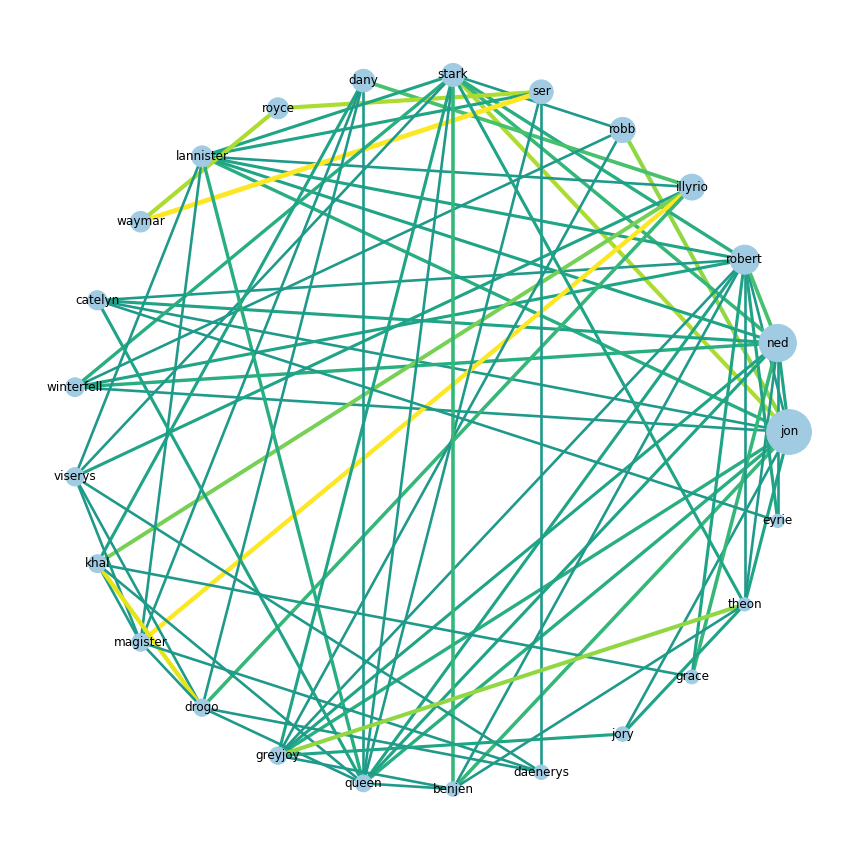 stark
dany
ser
royce
robb
lannister
illyrio
waymar
robert
catelyn
ned
winterfell
jon
viserys
eyrie
khal
theon
magister
grace
drogo
jory
greyjoy
daenerys
queen
benjen